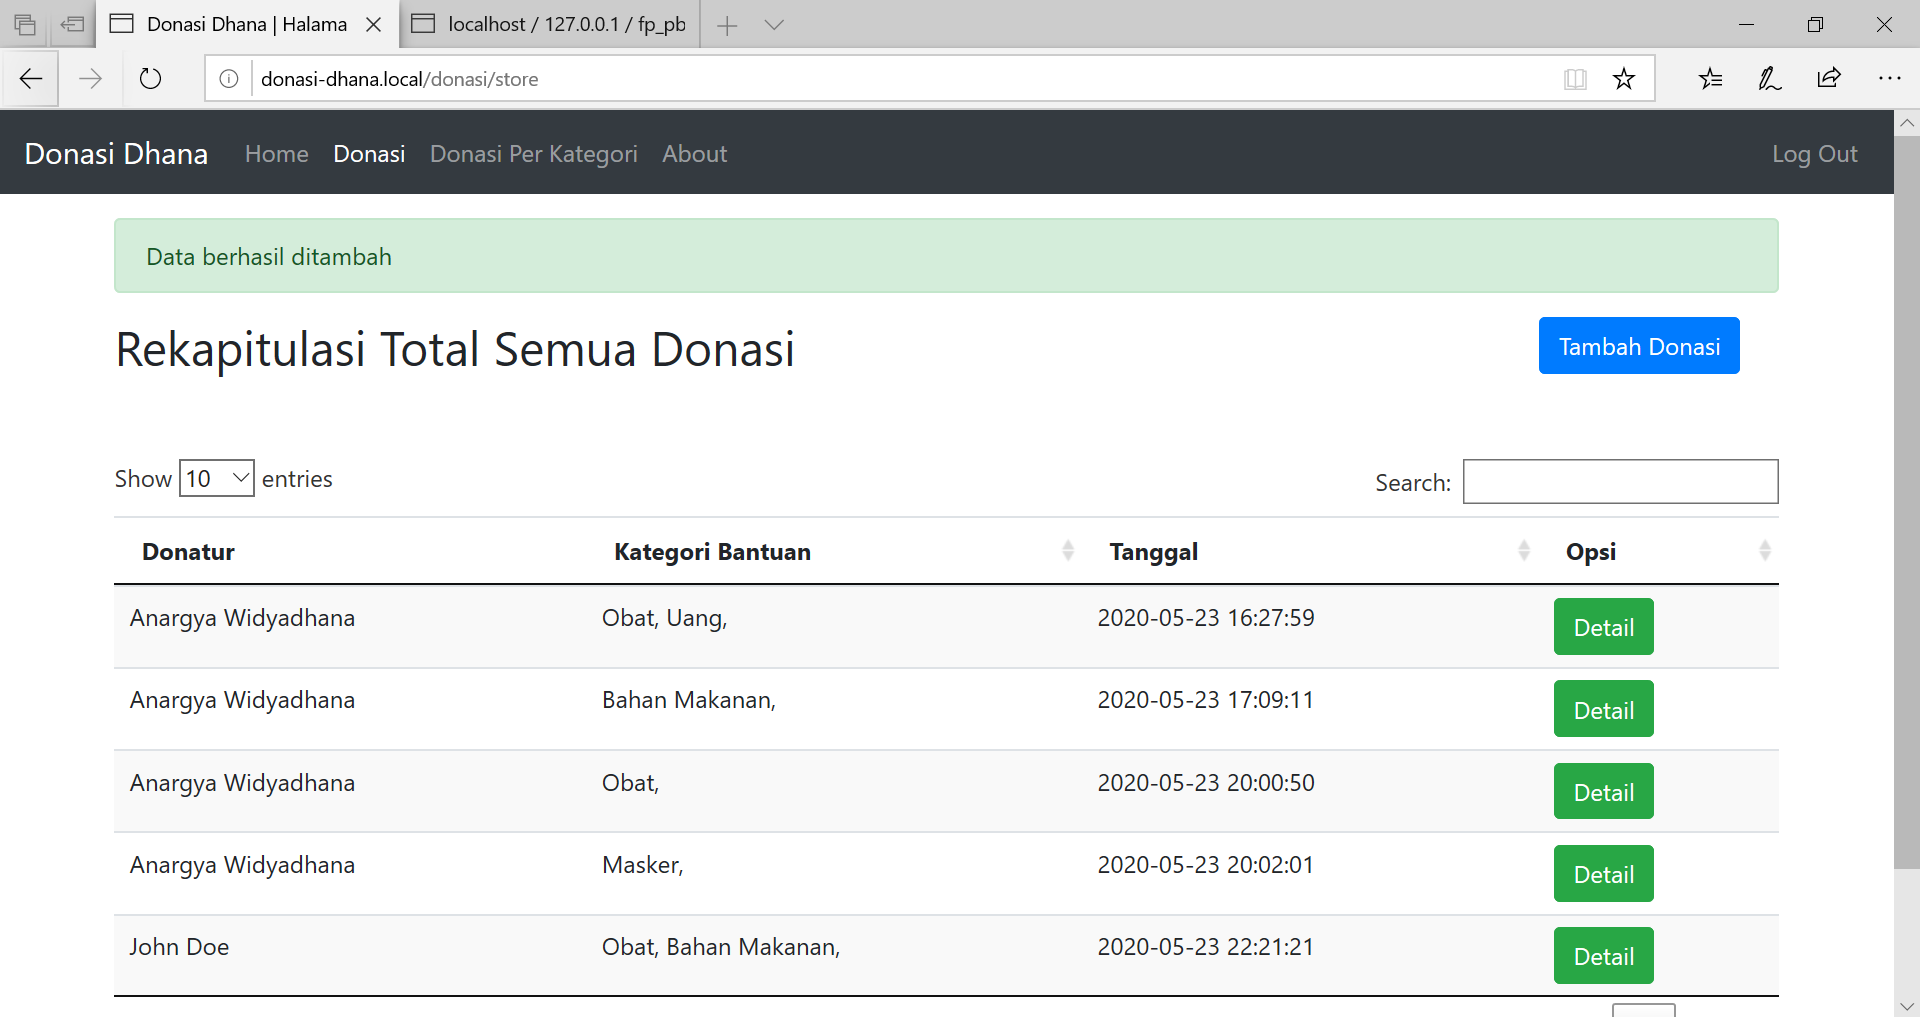 Donasi Dhana | Halama
localhost / 127.0.0.1 / fp_pb
donasi-dhana.local/donasi/store
Donasi Dhana Home Donasi Donasi Per Kategori About Log Out
Data berhasil ditambah
Rekapitulasi Total Semua Donasi
Tambah Donasi
Show 10 entries
Search:
Donatur Kategori Bantuan Tanggal Opsi
Anargya Widyadhana Obat, Uang, 2020-05-23 16:27:59 Detail
Anargya Widyadhana Bahan Makanan, 2020-05-23 17:09:11 Detail
Anargya Widyadhana Obat, 2020-05-23 20:00:50 Detail
Anargya Widyadhana Masker, 2020-05-23 20:02:01 Detail
John Doe Obat, Bahan Makanan, 2020-05-23 22:21:21 Detail